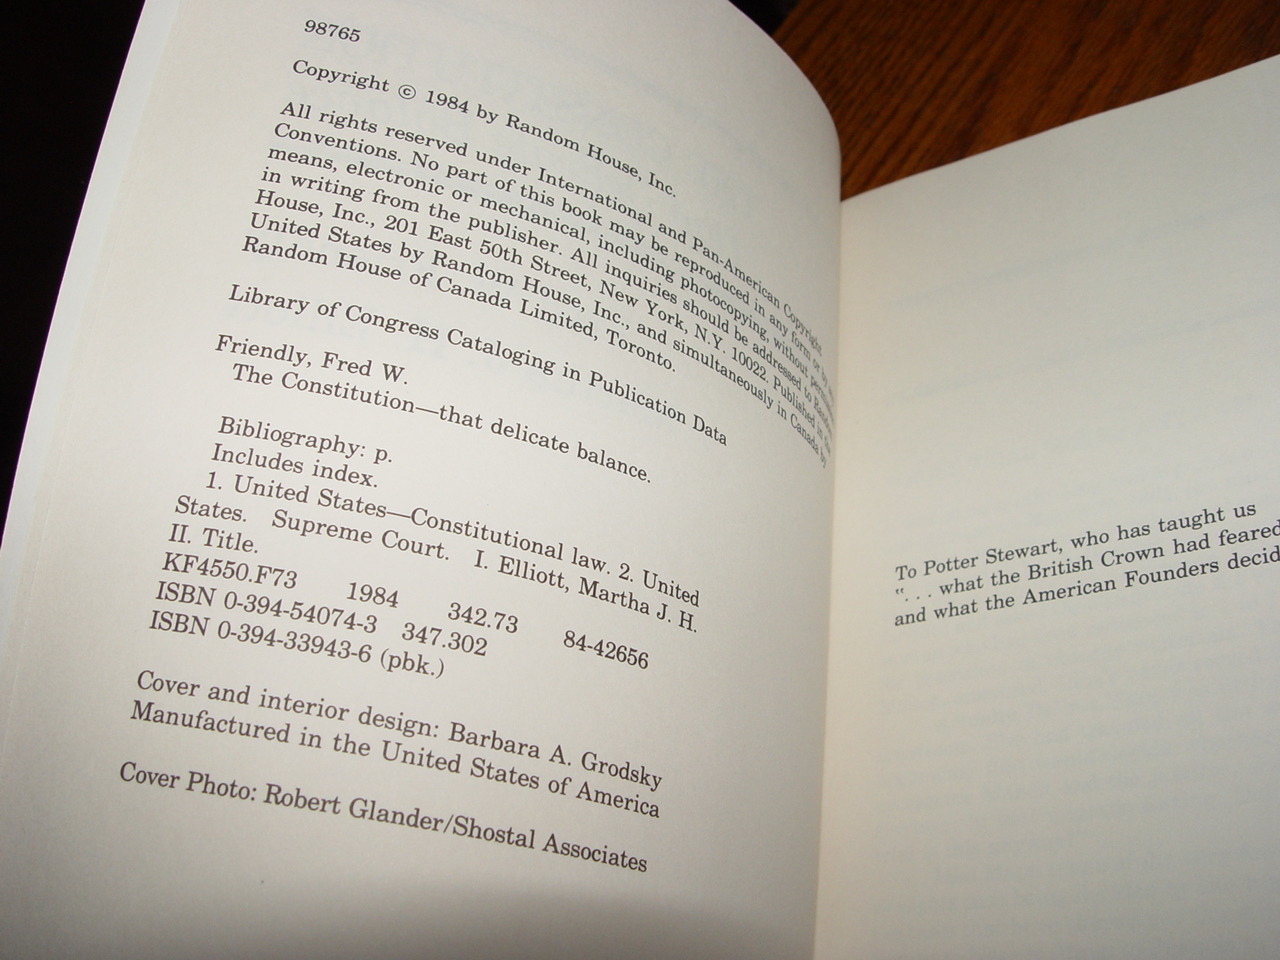 98765
Copyright © 1984 by Random House, Inc.
All rights reserved under International and Pan-American Copyright
Conventions. No part of this book may be reproduced in any form or by any
means, electronic or mechanical, including photocopying, without permission
in writing from the publisher. All inquiries should be addressed to Random
House, Inc., 201 East 50th Street, New York, N.Y. 10022. Published in the
United States by Random House, Inc., and simultaneously in Canada by
Random House of Canada Limited, Toronto.
Library of Congress Cataloging in Publication Data
Friendly, Fred W.
The Constitution—that delicate balance.
Bibliography: p.
Includes index.
1. United States—Constitutional law. 2. United
States. Supreme Court. I. Elliott, Martha J. H.
II. Title.
KF4550.F73 1984 342.73 84-42656
ISBN 0-394-54074-3 347.302
ISBN 0-394-33943-6 (pbk.)
Cover and interior design: Barbara A. Grodsky
Manufactured in the United States of America
Cover Photo: Robert Glander/Shostal Associates
To Potter Stewart, who has taught us
". . . what the British Crown had feared
and what the American Founders decid